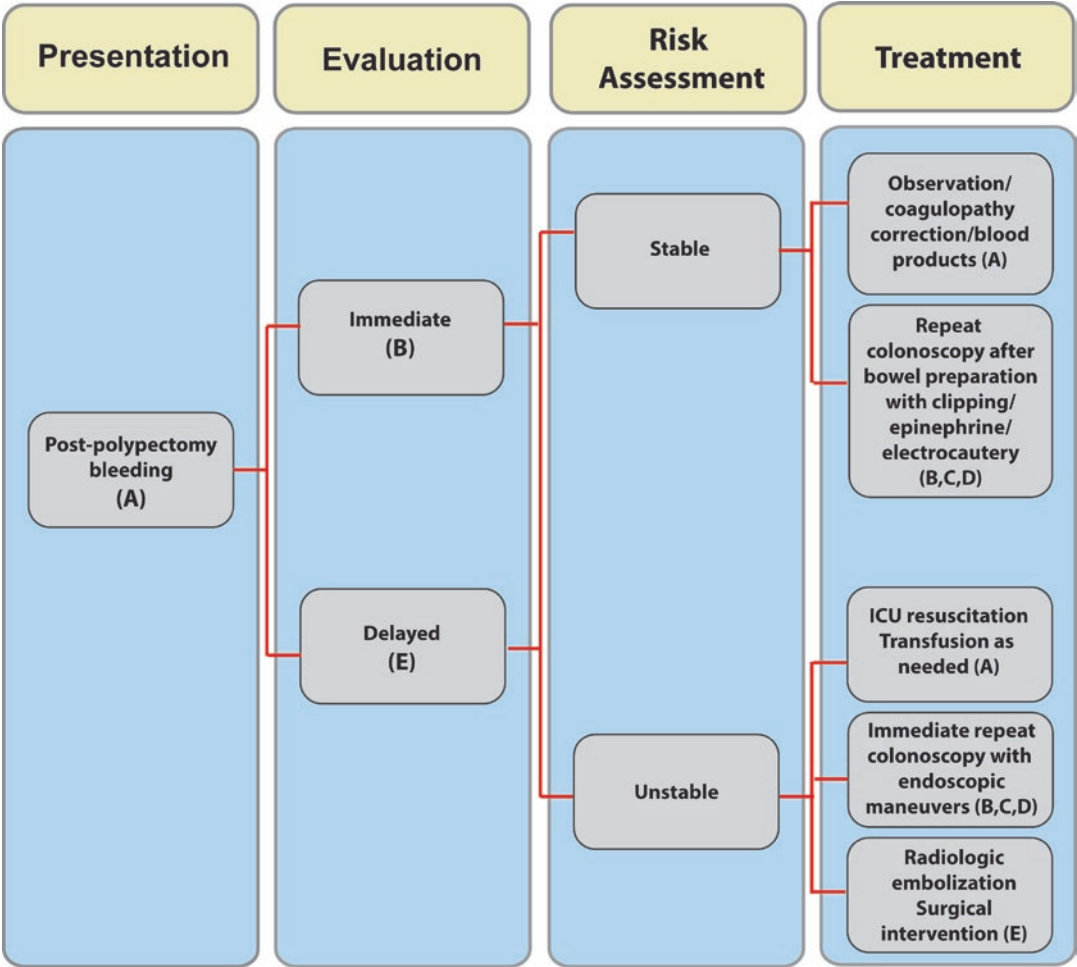 Presentation
Evaluation
Risk
Assessment
Treatment
Post-polypectomy
bleeding
(A)
Immediate
(B)
Delayed
(E)
Stable
Unstable
Observation/
coagulopathy
correction/blood
products (A)
Repeat
colonoscopy after
bowel preparation
with clipping/
epinephrine/
electrocautery
(B,C,D)
ICU resuscitation
Transfusion as
needed (A)
Immediate repeat
colonoscopy with
endoscopic
maneuvers (B,C,D)
Radiologic
embolization
Surgical
intervention (E)